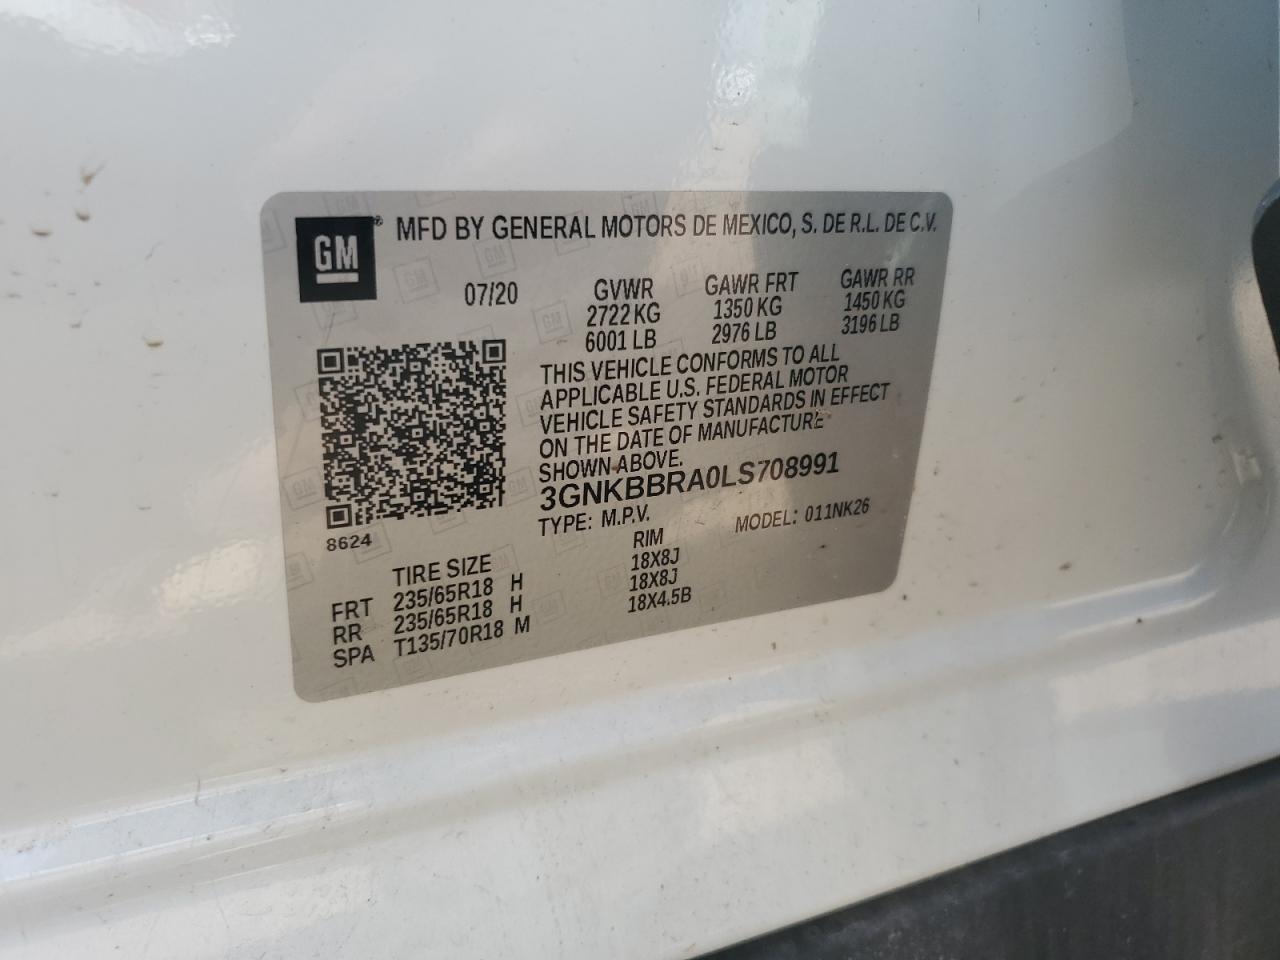 GM
® MFD BY GENERAL MOTORS DE MEXICO, S. DE R.L. DE C.V.
07/20 GVWR GAWR FRT GAWR RR
2722 KG 1350 KG 1450 KG
6001 LB 2976 LB 3196 LB
THIS VEHICLE CONFORMS TO ALL
APPLICABLE U.S. FEDERAL MOTOR
VEHICLE SAFETY STANDARDS IN EFFECT
ON THE DATE OF MANUFACTURE
SHOWN ABOVE.
3GNKBBRA0LS708991
TYPE: M.P.V. MODEL: 011NK26
8624
TIRE SIZE RIM
FRT 235/65R18 H 18X8J
RR 235/65R18 H 18X8J
SPA T135/70R18 M 18X4.5B